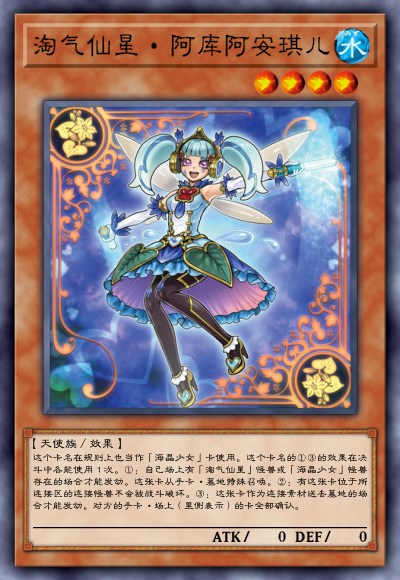 淘气仙星・阿库阿安琪儿
水
【天使族／效果】
这个卡名在规则上也当作「海晶少女」卡使用。这个卡名的①③的效果在决
斗中各能使用1次。①：自己场上有「淘气仙星」怪兽或「海晶少女」怪兽
存在的场合才能发动。这张卡从手卡・墓地特殊召唤。②：有这张卡位于所
连接区的连接怪兽不会被战斗破坏。③：这张卡作为连接素材送去墓地的场
合才能发动。对方的手卡・场上（里侧表示）的卡全部确认。
ATK/ 0 DEF/ 0